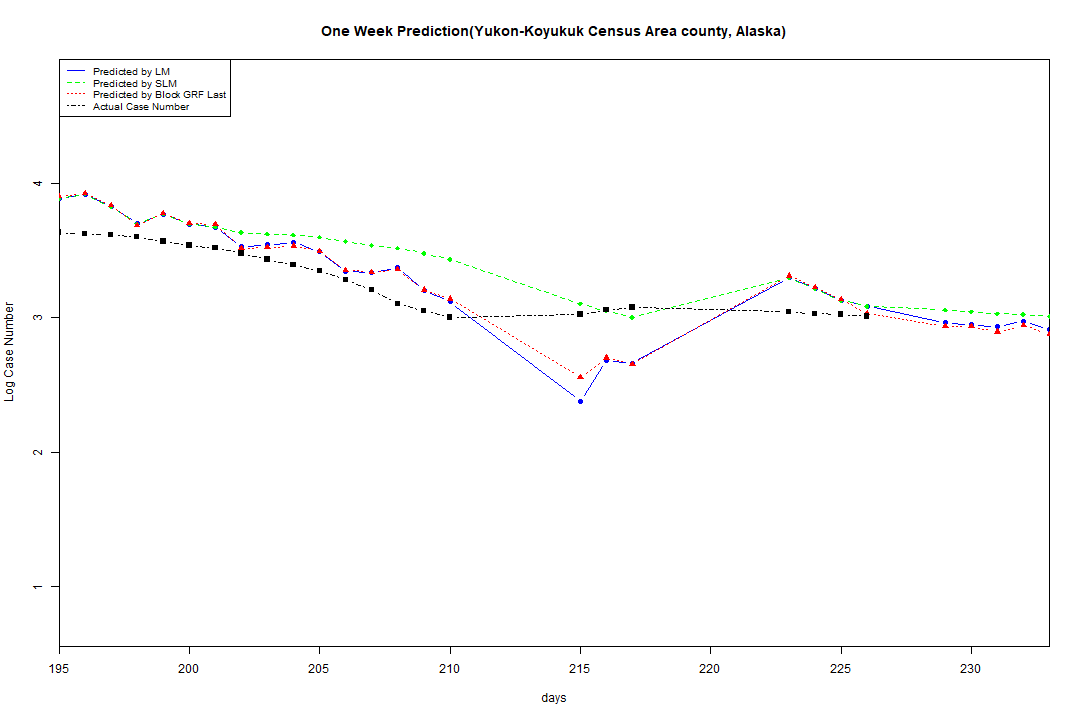 One Week Prediction(Yukon-Koyukuk Census Area county, Alaska)
Predicted by LM
Predicted by SLM
Predicted by Block GRF Last
Actual Case Number
4
3
2
1
Log Case Number
195 200 205 210 215 220 225 230
days